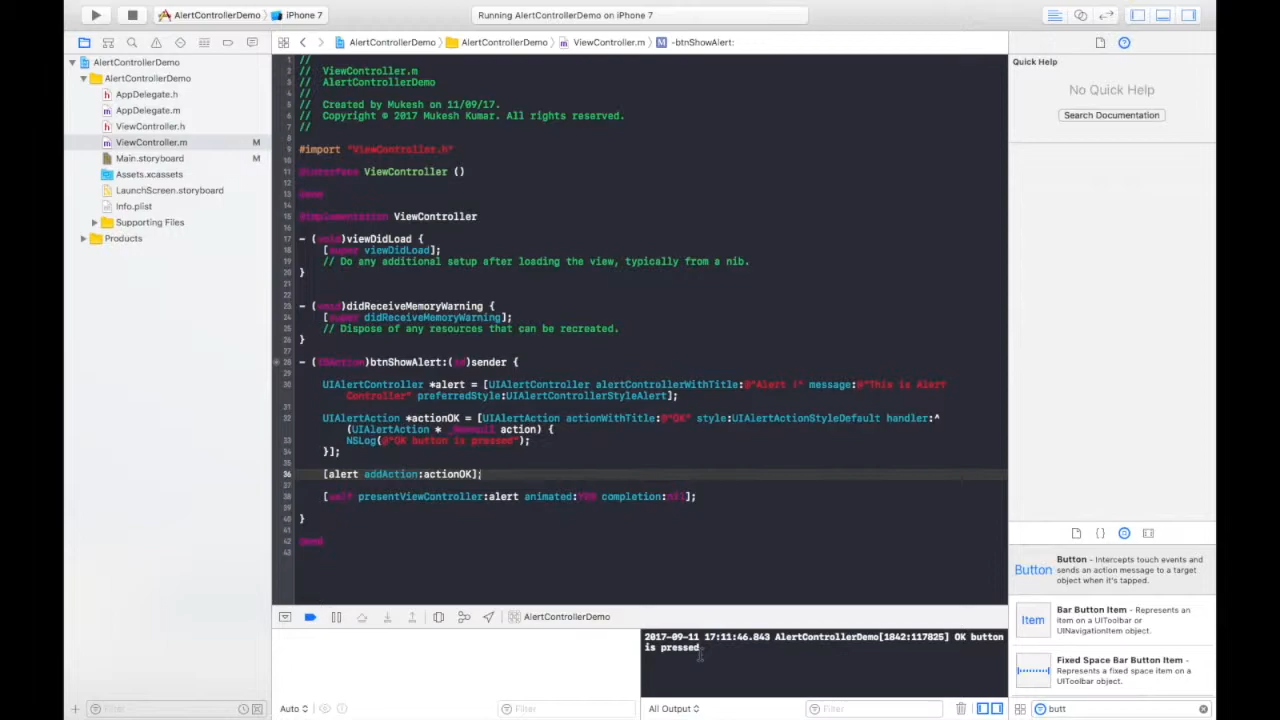 AlertControllerDemo
iPhone 7
Running AlertControllerDemo on iPhone 7
AlertControllerDemo
AlertControllerDemo
ViewController.m
-btnShowAlert:
AlertControllerDemo
AlertControllerDemo
AppDelegate.h
AppDelegate.m
ViewController.h
ViewController.m M
Main.storyboard M
Assets.xcassets
LaunchScreen.storyboard
Info.plist
Supporting Files
Products
Filter
//
// ViewController.m
// AlertControllerDemo
//
// Created by Mukesh on 11/09/17.
// Copyright © 2017 Mukesh Kumar. All rights reserved.
//
#import "ViewController.h"
@interface ViewController ()
@end
@implementation ViewController
- (void)viewDidLoad {
[super viewDidLoad];
// Do any additional setup after loading the view, typically from a nib.
}
- (void)didReceiveMemoryWarning {
[super didReceiveMemoryWarning];
// Dispose of any resources that can be recreated.
}
- (IBAction)btnShowAlert:(id)sender {
UIAlertController *alert = [UIAlertController alertControllerWithTitle:@"Alert !" message:@"This is Alert
Controller" preferredStyle:UIAlertControllerStyleAlert];
UIAlertAction *actionOK = [UIAlertAction actionWithTitle:@"OK" style:UIAlertActionStyleDefault handler:^
(UIAlertAction * _Nonnull action) {
NSLog(@"OK button is pressed");
}];
[alert addAction:actionOK];
[self presentViewController:alert animated:YES completion:nil];
}
@end
AlertControllerDemo
Auto
Filter
2017-09-11 17:11:46.843 AlertControllerDemo[1842:117825] OK button
is pressed
All Output
Filter
Quick Help
No Quick Help
Search Documentation
Button
Button - Intercepts touch events and
sends an action message to a target
object when it's tapped.
Item
Bar Button Item - Represents an
item on a UIToolbar or
UINavigationItem object.
Fixed Space Bar Button Item -
Represents a fixed space item on a
UIToolbar object.
butt